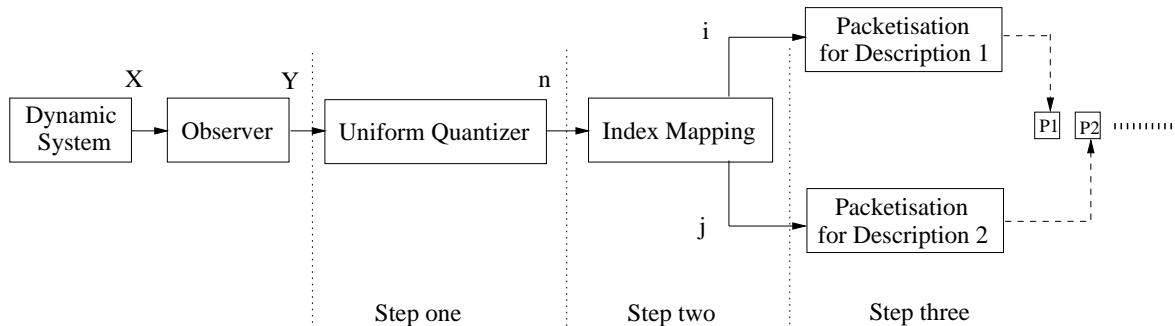 X
Dynamic
System
Observer
Y
Uniform Quantizer
n
Index Mapping
i
j
Packetisation
for Description 1
P1
P2
Packetisation
for Description 2
Step one
Step two
Step three